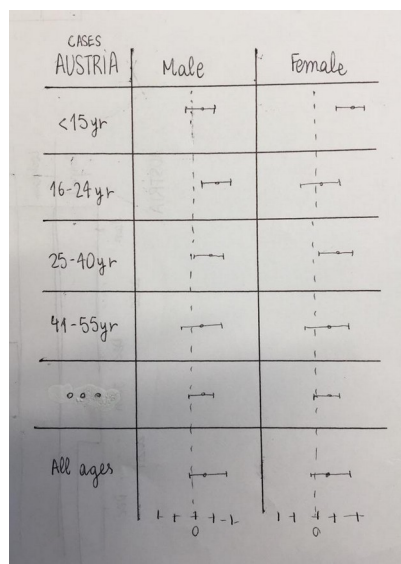 CASES
AUSTRIA Male Female
<15yr
16-24yr
25-40yr
41-55yr
...
All ages
0 0